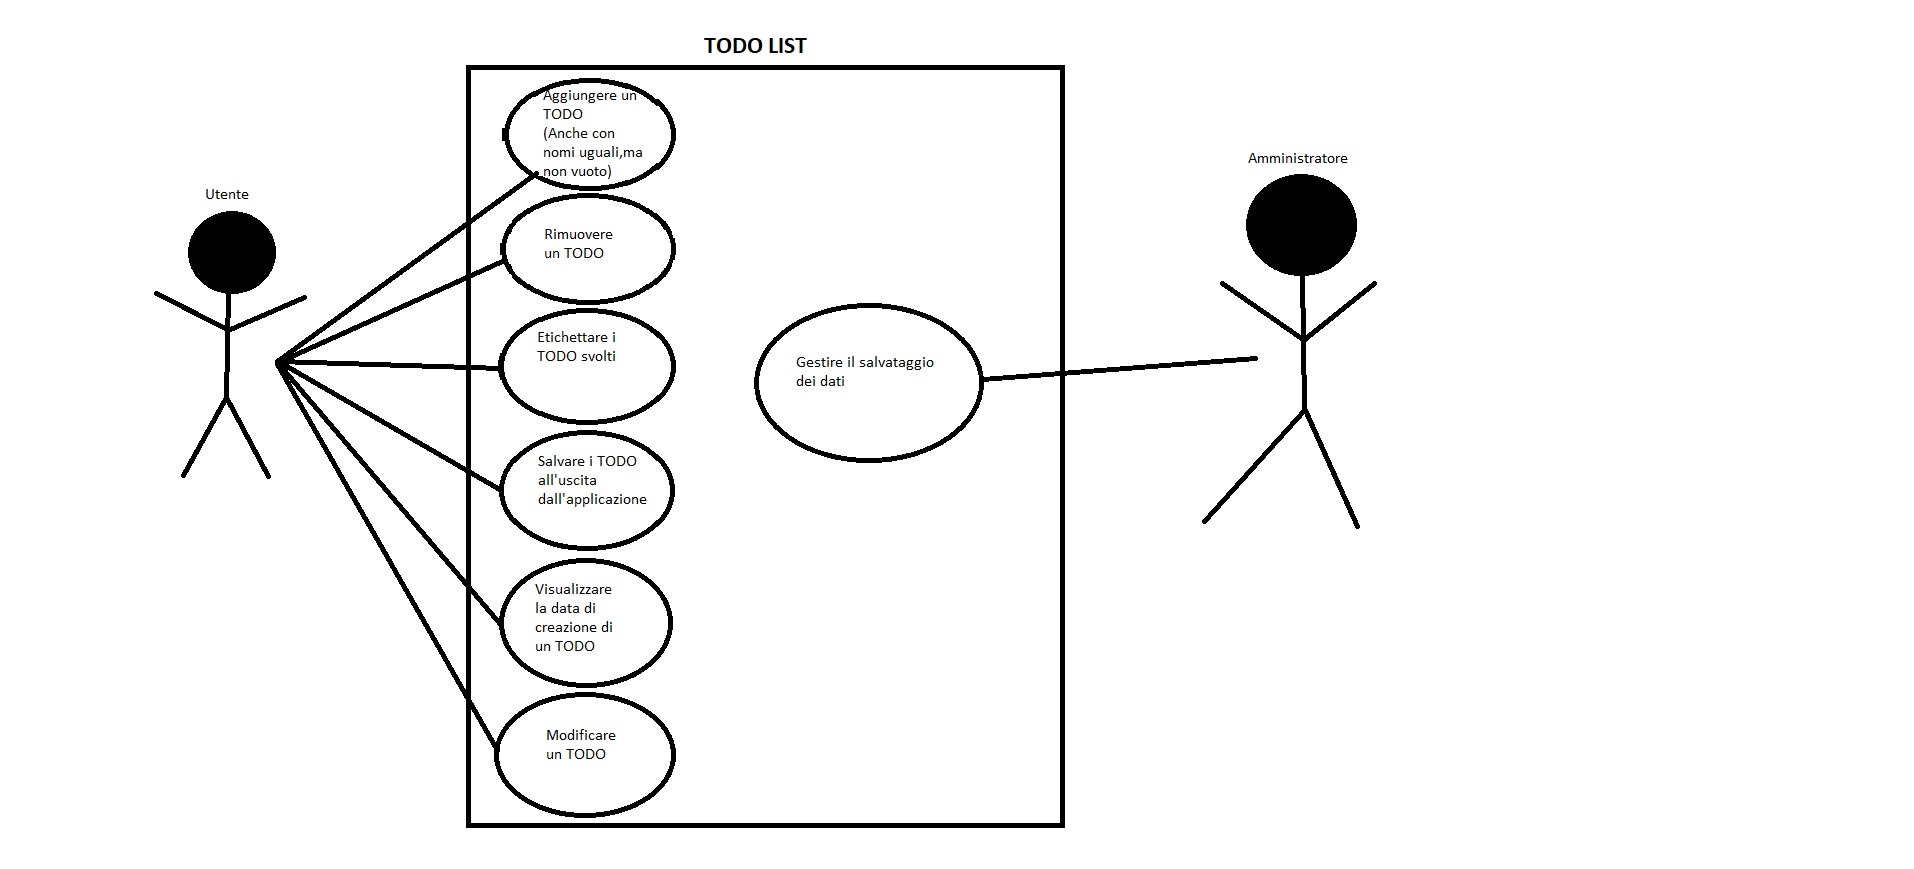 TODO LIST
Utente
Aggiungere un
TODO
(Anche con
nomi uguali,ma
non vuoto)
Rimuovere
un TODO
Etichettare i
TODO svolti
Salvare i TODO
all'uscita
dall'applicazione
Visualizzare
la data di
creazione di
un TODO
Modificare
un TODO
Gestire il salvataggio
dei dati
Amministratore